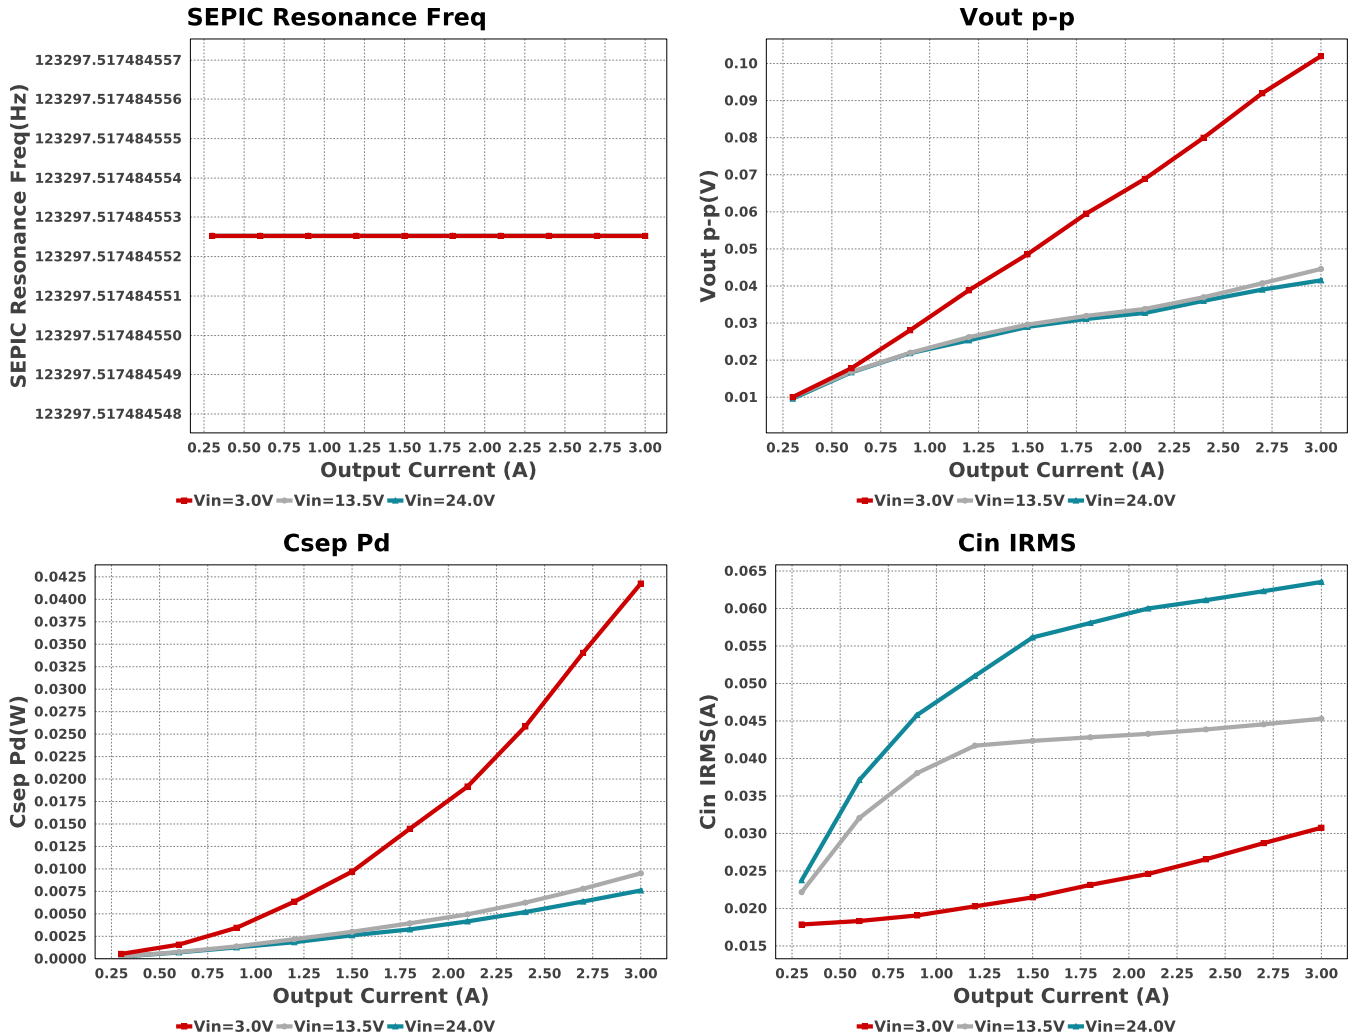 SEPIC Resonance Freq
SEPIC Resonance Freq(Hz)
123297.517484557
123297.517484556
123297.517484555
123297.517484554
123297.517484553
123297.517484552
123297.517484551
123297.517484550
123297.517484549
123297.517484548
0.25 0.50 0.75 1.00 1.25 1.50 1.75 2.00 2.25 2.50 2.75 3.00
Output Current (A)
Vin=3.0V Vin=13.5V Vin=24.0V
Vout p-p
Vout p-p(V)
0.10
0.09
0.08
0.07
0.06
0.05
0.04
0.03
0.02
0.01
0.25 0.50 0.75 1.00 1.25 1.50 1.75 2.00 2.25 2.50 2.75 3.00
Output Current (A)
Vin=3.0V Vin=13.5V Vin=24.0V
Csep Pd
Csep Pd(W)
0.0425
0.0400
0.0375
0.0350
0.0325
0.0300
0.0275
0.0250
0.0225
0.0200
0.0175
0.0150
0.0125
0.0100
0.0075
0.0050
0.0025
0.0000
0.25 0.50 0.75 1.00 1.25 1.50 1.75 2.00 2.25 2.50 2.75 3.00
Output Current (A)
Vin=3.0V Vin=13.5V Vin=24.0V
Cin IRMS
Cin IRMS(A)
0.065
0.060
0.055
0.050
0.045
0.040
0.035
0.030
0.025
0.020
0.015
0.25 0.50 0.75 1.00 1.25 1.50 1.75 2.00 2.25 2.50 2.75 3.00
Output Current (A)
Vin=3.0V Vin=13.5V Vin=24.0V